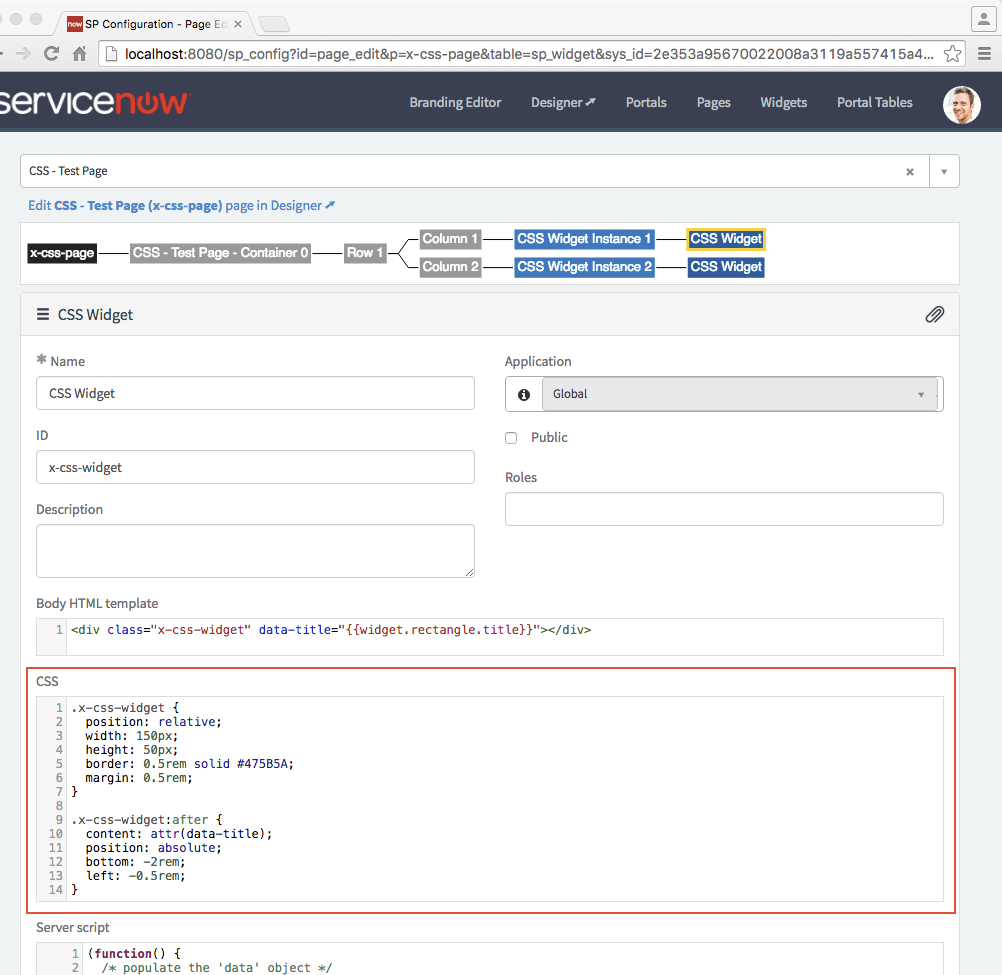 now SP Configuration - Page Ed
localhost:8080/sp_config?id=page_edit&p=x-css-page&table=sp_widget&sys_id=2e353a95670022008a3119a557415a4...
servicenow
Branding Editor Designer Portals Pages Widgets Portal Tables
CSS - Test Page
Edit CSS - Test Page (x-css-page) page in Designer
Column 1 CSS Widget Instance 1 CSS Widget
x-css-page CSS - Test Page - Container 0 Row 1
Column 2 CSS Widget Instance 2 CSS Widget
CSS Widget
* Name
CSS Widget
Application
Global
ID
x-css-widget
Public
Roles
Description
Body HTML template
1 <div class="x-css-widget" data-title="{{widget.rectangle.title}}"></div>
CSS
1 .x-css-widget {
2 position: relative;
3 width: 150px;
4 height: 50px;
5 border: 0.5rem solid #475B5A;
6 margin: 0.5rem;
7 }
8
9 .x-css-widget:after {
10 content: attr(data-title);
11 position: absolute;
12 bottom: -2rem;
13 left: -0.5rem;
14 }
Server script
1 (function() {
2 /* populate the 'data' object */